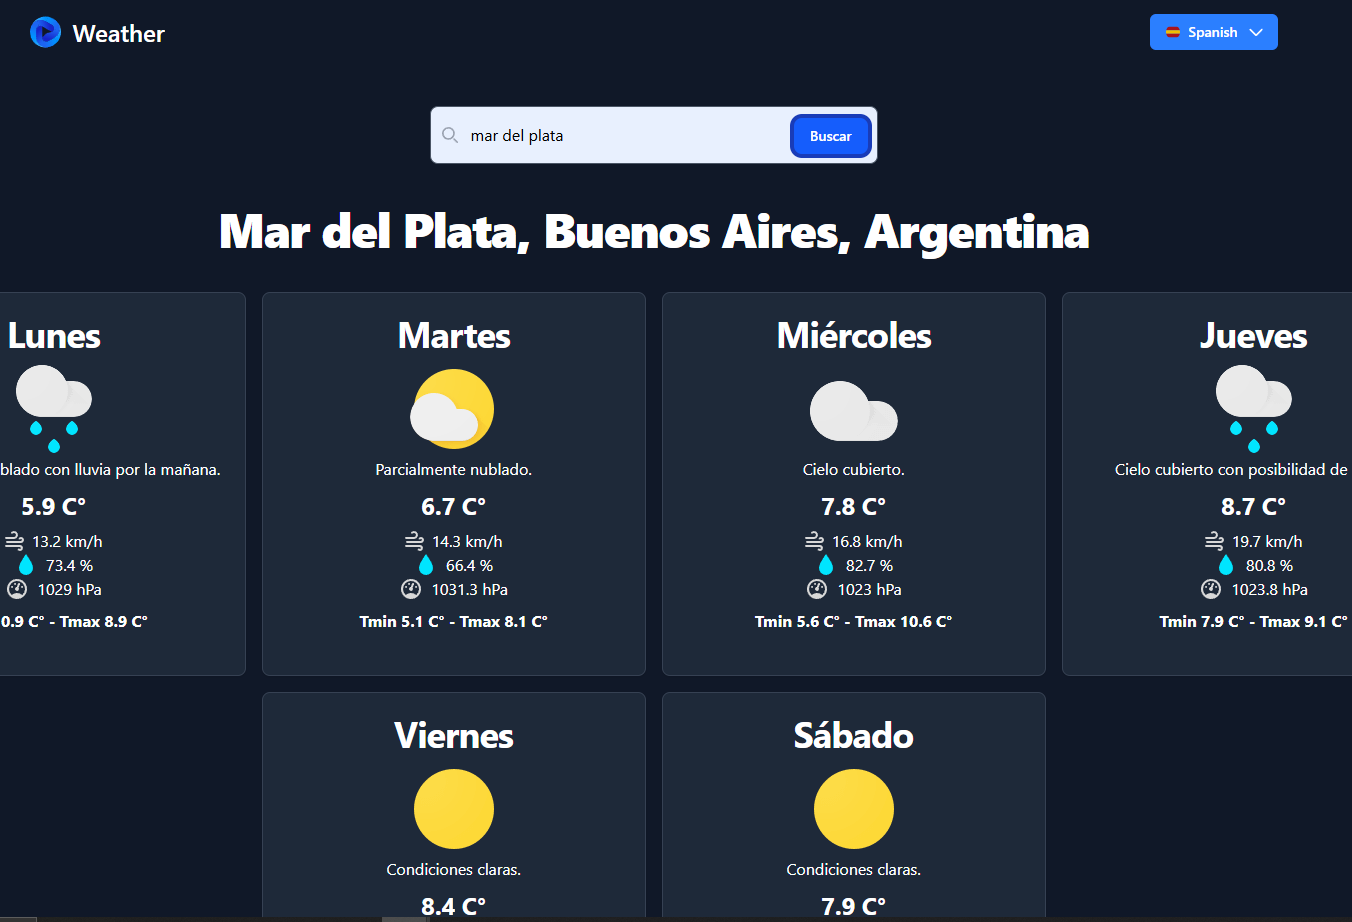 Weather
Spanish
mar del plata
Buscar
Mar del Plata, Buenos Aires, Argentina
Lunes
con lluvia por la mañana.
5.9 C°
13.2 km/h
73.4 %
1029 hPa
0.9 C° - Tmax 8.9 C°
Martes
Parcialmente nublado.
6.7 C°
14.3 km/h
66.4 %
1031.3 hPa
Tmin 5.1 C° - Tmax 8.1 C°
Miércoles
Cielo cubierto.
7.8 C°
16.8 km/h
82.7 %
1023 hPa
Tmin 5.6 C° - Tmax 10.6 C°
Jueves
Cielo cubierto con posibilidad de
8.7 C°
19.7 km/h
80.8 %
1023.8 hPa
Tmin 7.9 C° - Tmax 9.1 C°
Viernes
Condiciones claras.
8.4 C°
Sábado
Condiciones claras.
7.9 C°